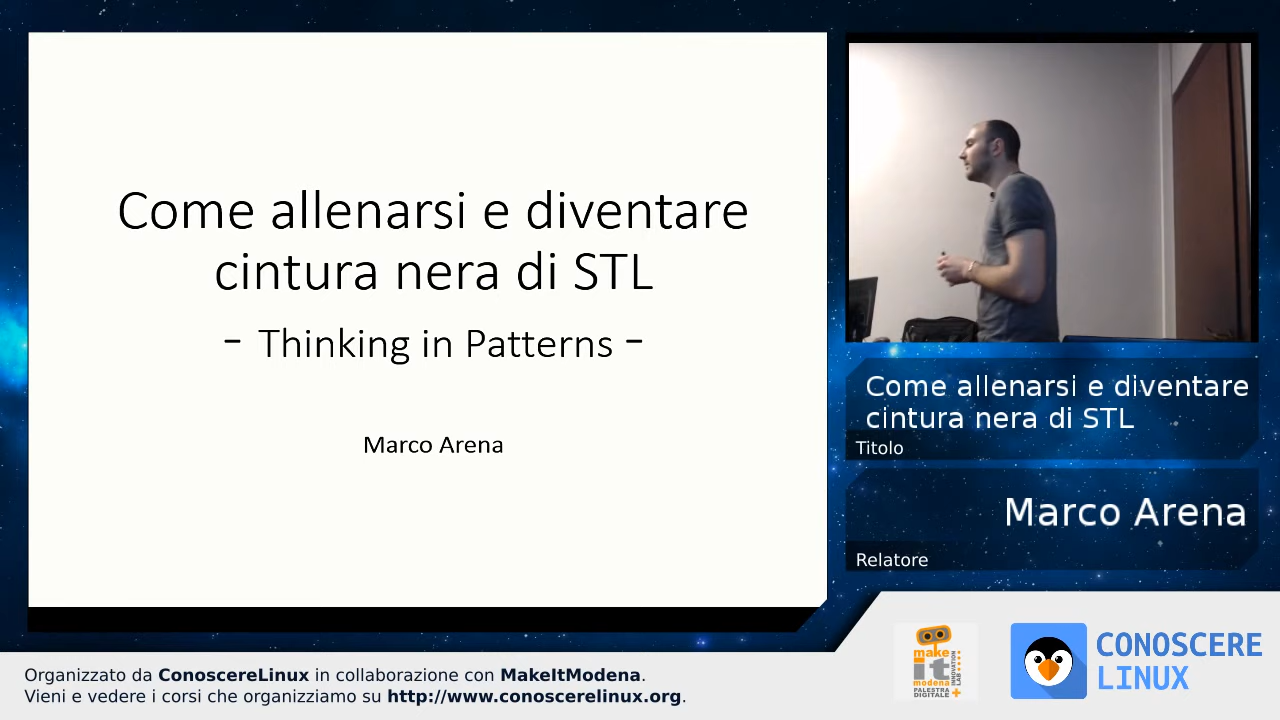 Come allenarsi e diventare
cintura nera di STL
- Thinking in Patterns -
Marco Arena
Come allenarsi e diventare
cintura nera di STL
Titolo
Marco Arena
Relatore
make
it
modena
PALESTRA
DIGITALE
INNOVATION
LAB
CONOSCERE
LINUX
Organizzato da ConoscereLinux in collaborazione con MakeItModena.
Vieni e vedere i corsi che organizziamo su http://www.conoscerelinux.org.